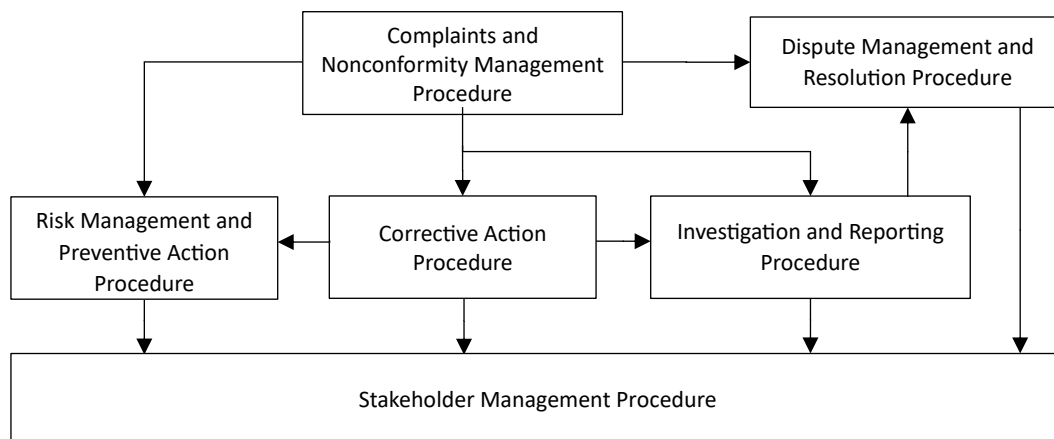 Complaints and
Nonconformity Management
Procedure
Dispute Management and
Resolution Procedure
Risk Management and
Preventive Action
Procedure
Corrective Action
Procedure
Investigation and Reporting
Procedure
Stakeholder Management Procedure